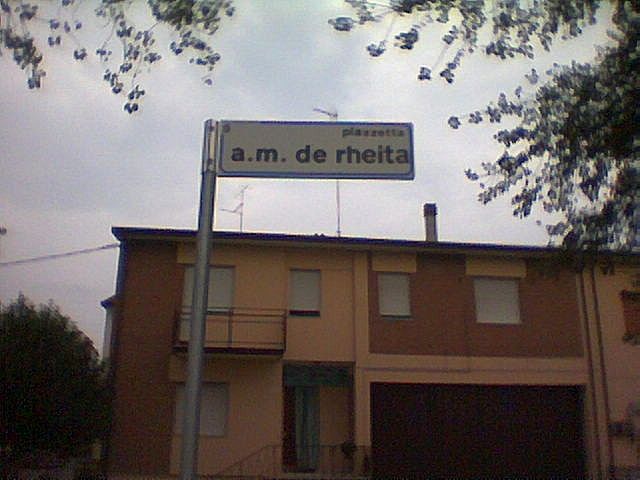 piazzetta
a.m. de rheita